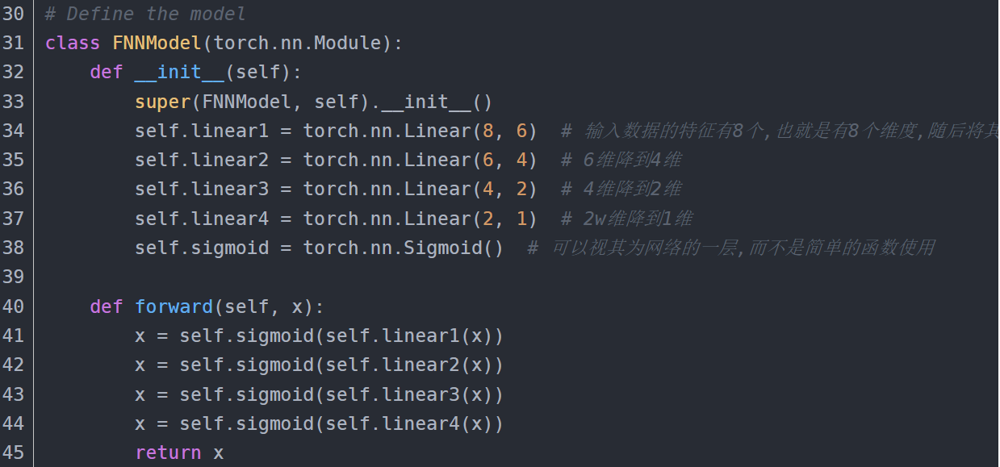 30 # Define the model
31 class FNNModel(torch.nn.Module):
32     def __init__(self):
33         super(FNNModel, self).__init__()
34         self.linear1 = torch.nn.Linear(8, 6)  # 输入数据的特征有8个,也就是有8个维度,随后将其
35         self.linear2 = torch.nn.Linear(6, 4)  # 6维降到4维
36         self.linear3 = torch.nn.Linear(4, 2)  # 4维降到2维
37         self.linear4 = torch.nn.Linear(2, 1)  # 2w维降到1维
38         self.sigmoid = torch.nn.Sigmoid()  # 可以视其为网络的一层,而不是简单的函数使用
39
40     def forward(self, x):
41         x = self.sigmoid(self.linear1(x))
42         x = self.sigmoid(self.linear2(x))
43         x = self.sigmoid(self.linear3(x))
44         x = self.sigmoid(self.linear4(x))
45         return x